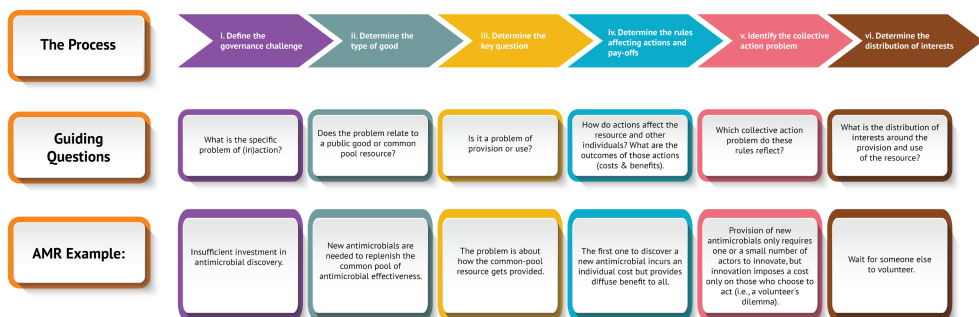 The Process
i. Define the
governance challenge
ii. Determine the
type of good
iii. Determine the
key question
iv. Determine the rules
affecting actions and
pay-offs
v. Identify the collective
action problem
vi. Determine the
distribution of interests
Guiding
Questions
What is the specific
problem of (in)action?
Does the problem relate to
a public good or common
pool resource?
Is it a problem of
provision or use?
How do actions affect the
resource and other
individuals? What are the
outcomes of those actions
(costs & benefits).
Which collective action
problem do these
rules reflect?
What is the distribution of
interests around the
provision and use
of the resource?
AMR Example:
Insufficient investment in
antimicrobial discovery.
New antimicrobials are
needed to replenish the
common pool of
antimicrobial effectiveness.
The problem is about
how the common-pool
resource gets provided.
The first one to discover a
new antimicrobial incurs an
individual cost but provides
diffuse benefit to all.
Provision of new
antimicrobials only requires
one or a small number of
actors to innovate, but
innovation imposes a cost
only on those who choose to
act (i.e., a volunteer's
dilemma).
Wait for someone else
to volunteer.